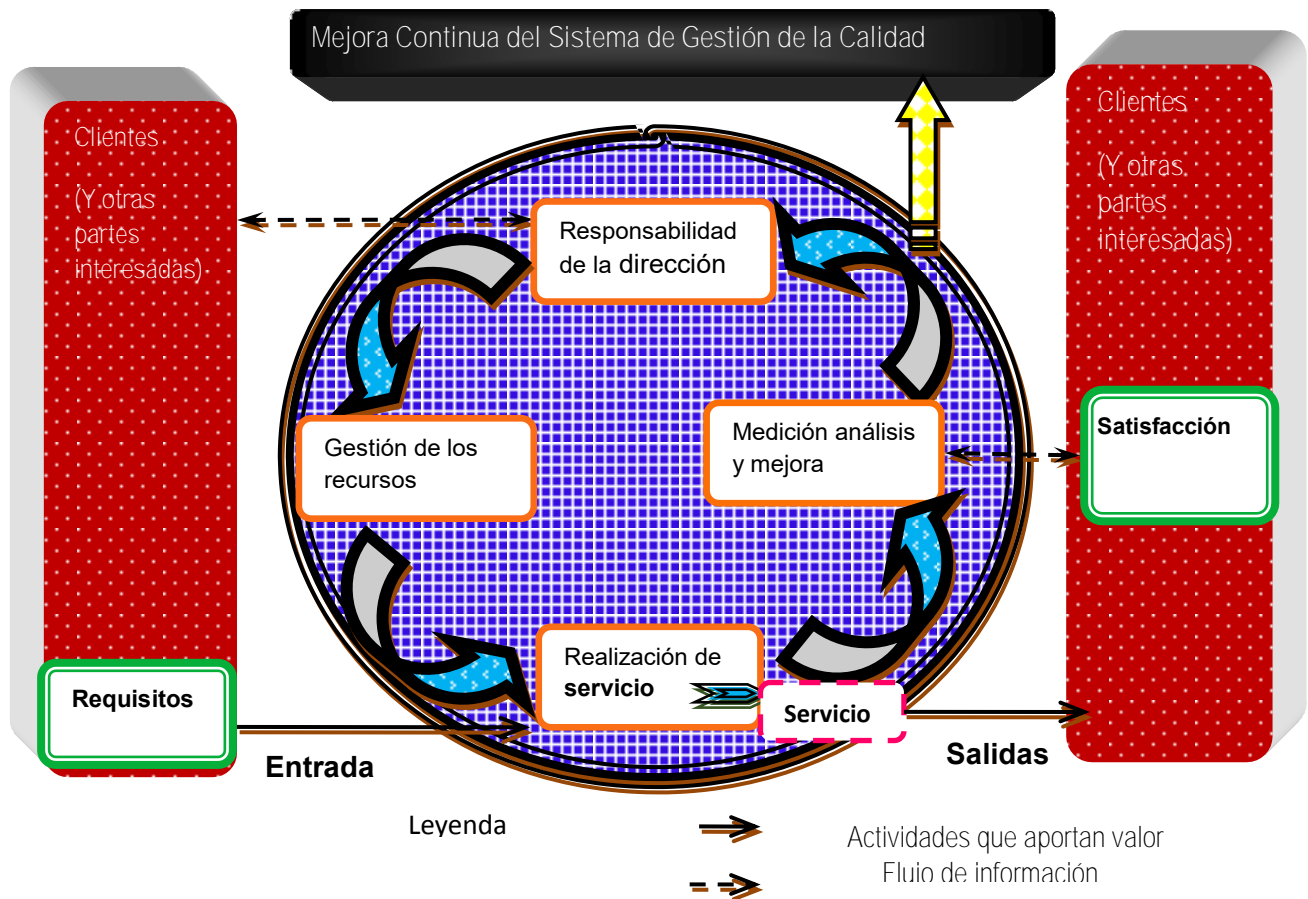 Mejora Continua del Sistema de Gestión de la Calidad
Clientes
(Y otras
partes
interesadas)
Clientes
(Y otras
partes
interesadas)
Responsabilidad
de la dirección
Gestión de los
recursos
Medición análisis
y mejora
Satisfacción
Realización de
servicio
Servicio
Requisitos
Entrada
Salidas
Leyenda
Actividades que aportan valor
Flujo de información